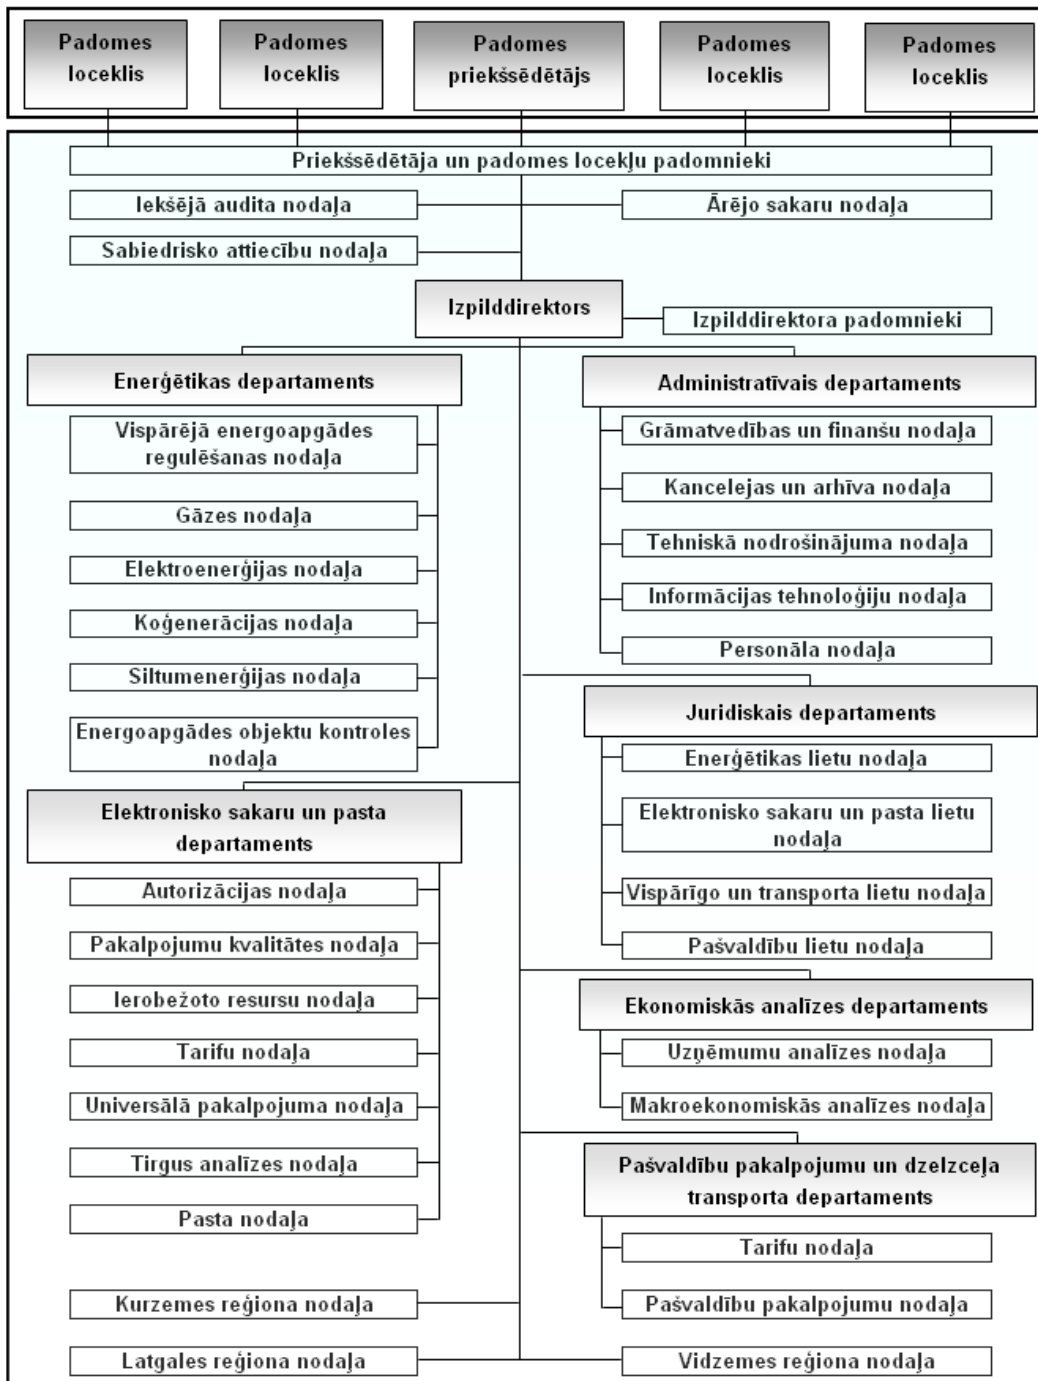 Padomes
loceklis
Padomes
loceklis
Padomes
priekšsēdētājs
Padomes
loceklis
Padomes
loceklis
Priekšsēdētāja un padomes locekļu padomnieki
Iekšējā audita nodaļa
Ārējo sakaru nodaļa
Sabiedrisko attiecību nodaļa
Izpilddirektors
Izpilddirektora padomnieki
Enerģētikas departaments
Vispārējā energoapgādes
regulēšanas nodaļa
Gāzes nodaļa
Elektroenerģijas nodaļa
Koģenerācijas nodaļa
Siltumenerģijas nodaļa
Energoapgādes objektu kontroles
nodaļa
Administratīvais departaments
Grāmatvedības un finanšu nodaļa
Kancelejas un arhīva nodaļa
Tehniskā nodrošinājuma nodaļa
Informācijas tehnoloģiju nodaļa
Personāla nodaļa
Juridiskais departaments
Enerģētikas lietu nodaļa
Elektronisko sakaru un pasta lietu
nodaļa
Vispārīgo un transporta lietu nodaļa
Pašvaldību lietu nodaļa
Elektronisko sakaru un pasta
departaments
Autorizācijas nodaļa
Pakalpojumu kvalitātes nodaļa
Ierobežoto resursu nodaļa
Tarifu nodaļa
Universālā pakalpojuma nodaļa
Tirgus analīzes nodaļa
Pasta nodaļa
Ekonomiskās analīzes departaments
Uzņēmumu analīzes nodaļa
Makroekonomiskās analīzes nodaļa
Pašvaldību pakalpojumu un dzelzceļa
transporta departaments
Tarifu nodaļa
Pašvaldību pakalpojumu nodaļa
Kurzemes reģiona nodaļa
Latgales reģiona nodaļa
Vidzemes reģiona nodaļa